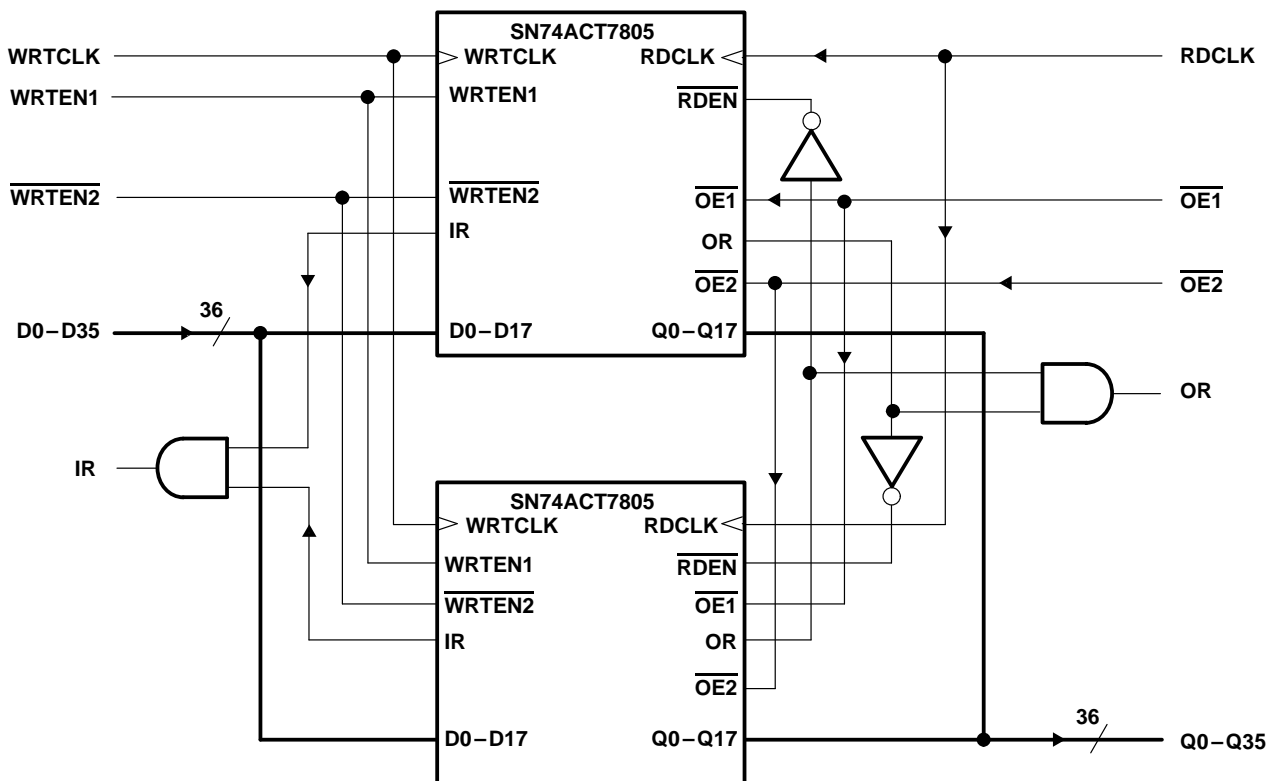 SN74ACT7805
WRTCLK WRTCLK RDCLK RDCLK
WRTEN1 WRTEN1 RDEN
WRTEN2 WRTEN2 OE1 OE1
IR OR
OE2 OE2
36
D0–D35 D0–D17 Q0–Q17
OR
IR
SN74ACT7805
WRTCLK RDCLK
WRTEN1 RDEN
WRTEN2 OE1
IR OR
OE2
36
D0–D17 Q0–Q17 Q0–Q35